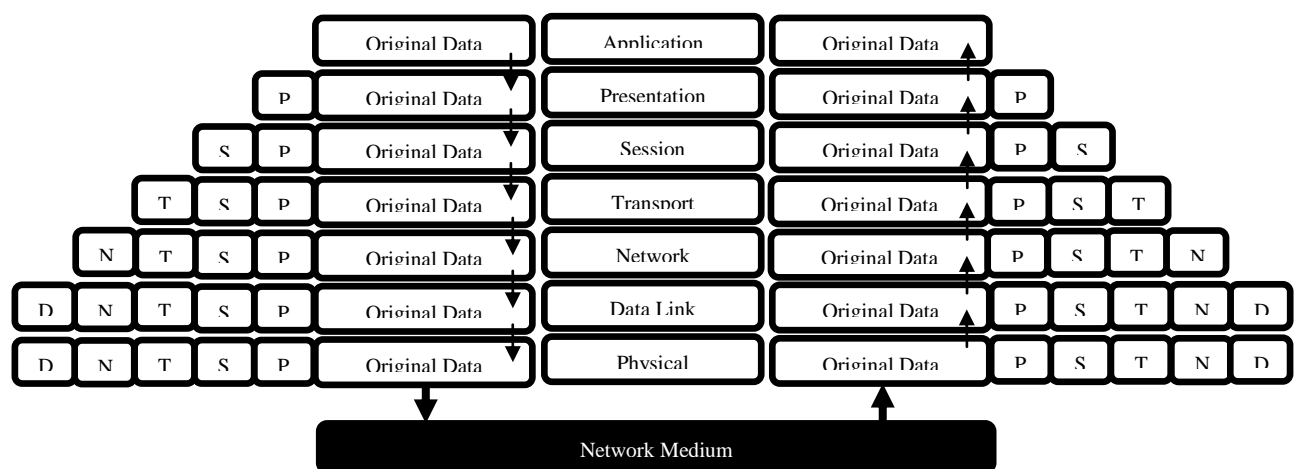 Original Data Application Original Data
P Original Data Presentation Original Data P
S P Original Data Session Original Data P S
T S P Original Data Transport Original Data P S T
N T S P Original Data Network Original Data P S T N
D N T S P Original Data Data Link Original Data P S T N D
D N T S P Original Data Physical Original Data P S T N D
Network Medium